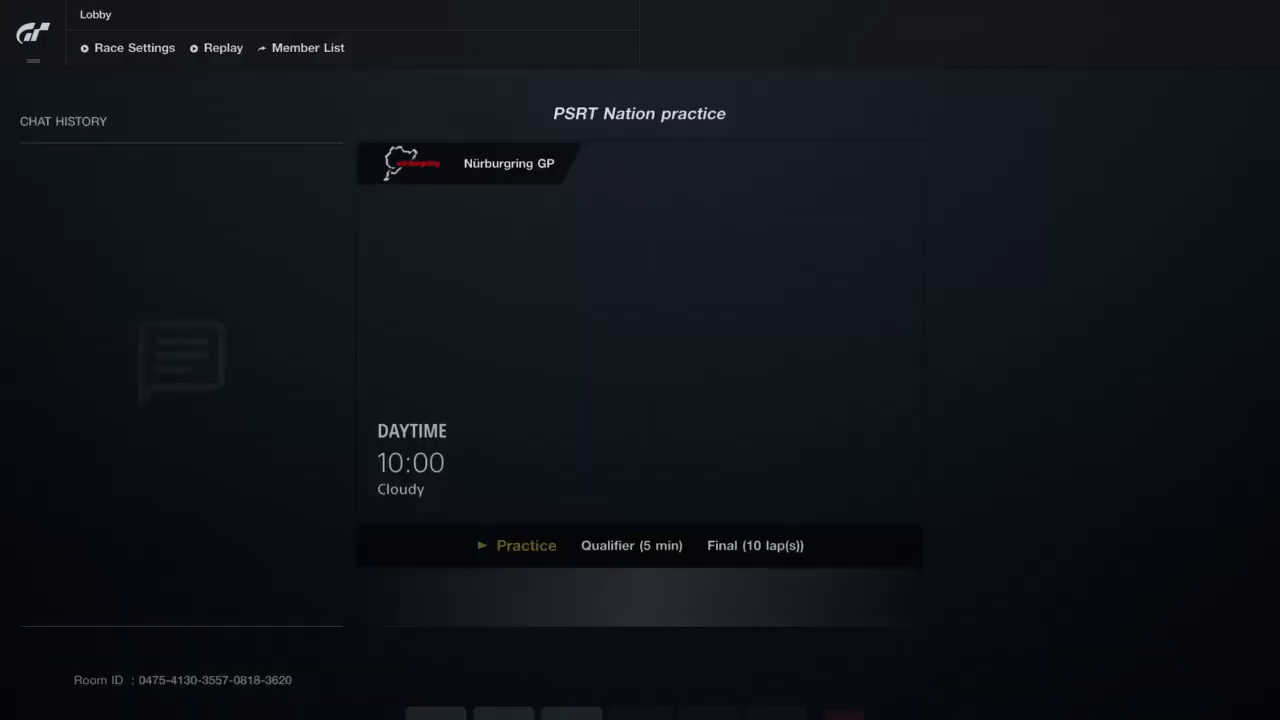 Lobby
Race Settings Replay Member List
CHAT HISTORY
PSRT Nation practice
Nürburgring GP
DAYTIME
10:00
Cloudy
Practice Qualifier (5 min) Final (10 lap(s))
Room ID : 0475-4130-3557-0818-3620